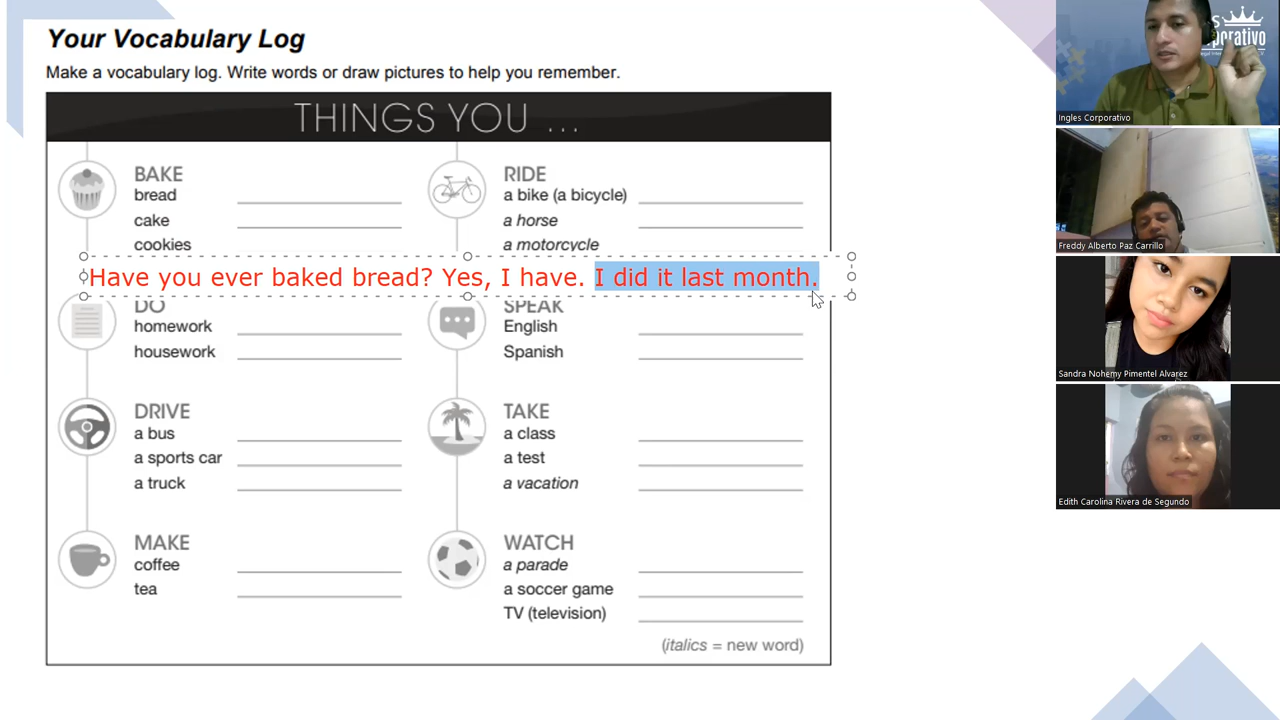 Your Vocabulary Log
Make a vocabulary log. Write words or draw pictures to help you remember.
THINGS YOU ...
BAKE
bread
cake
cookies
RIDE
a bike (a bicycle)
a horse
a motorcycle
Have you ever baked bread? Yes, I have. I did it last month.
DO
homework
housework
SPEAK
English
Spanish
DRIVE
a bus
a sports car
a truck
TAKE
a class
a test
a vacation
MAKE
coffee
tea
WATCH
a parade
a soccer game
TV (television)
(italics = new word)
Ingles Corporativo
Freddy Alberto Paz Carrillo
Sandra Nohemy Pimentel Alvarez
Edith Carolina Rivera de Segundo